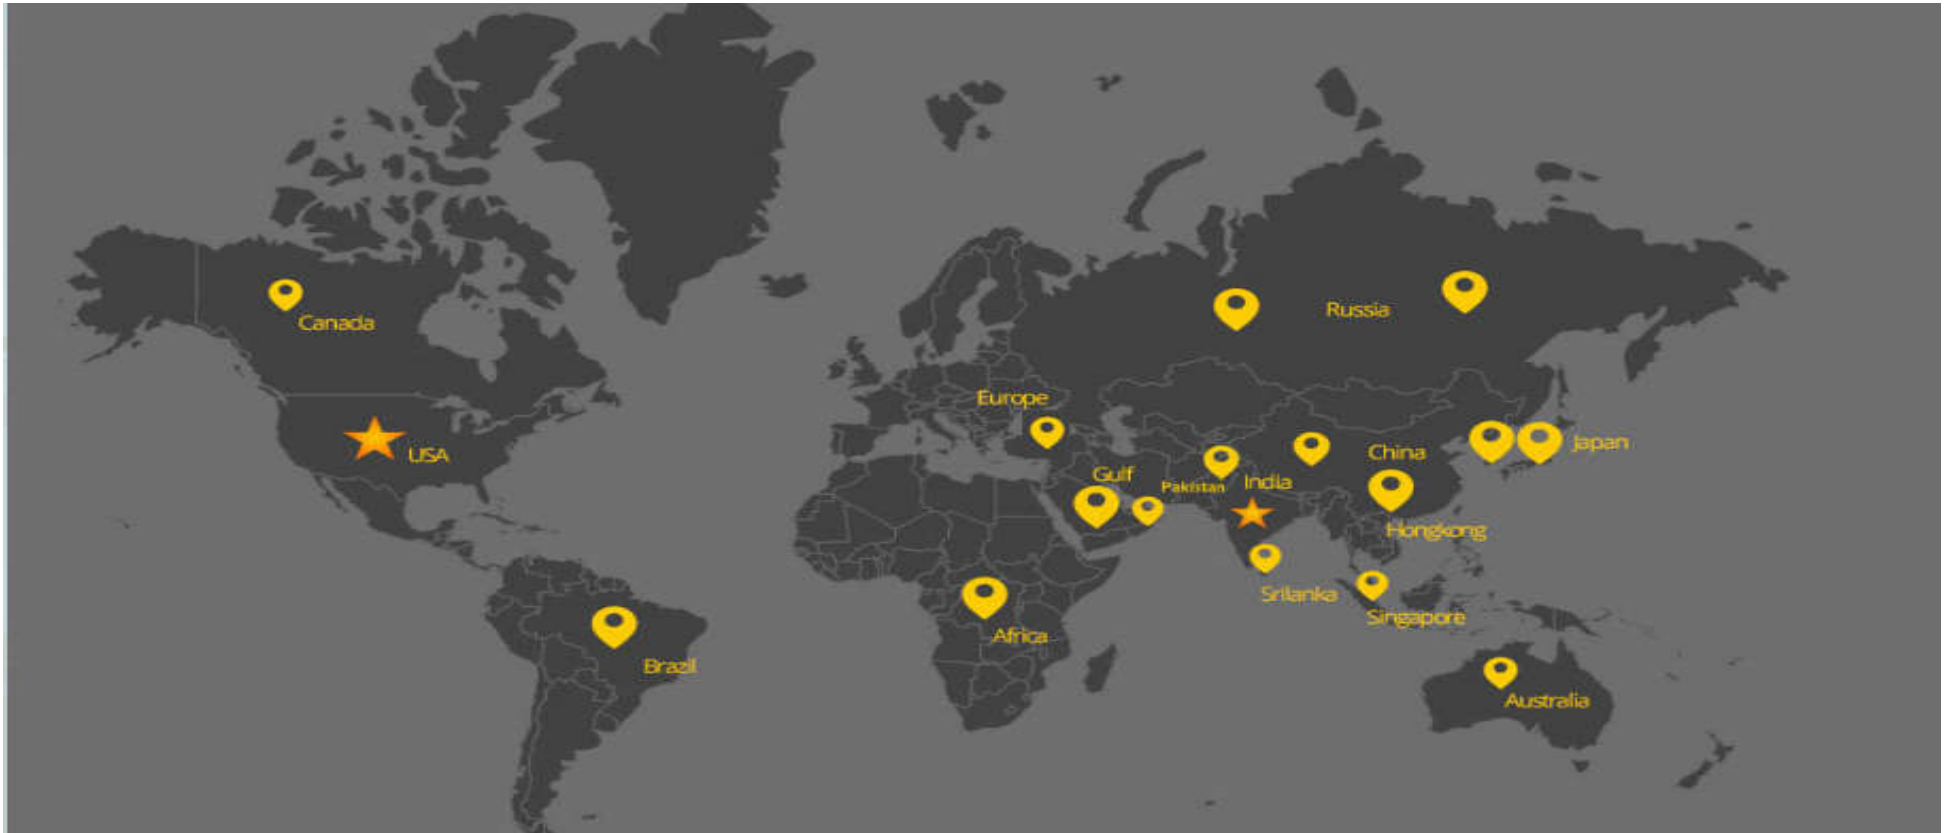 Canada
Russia
Europe
USA
China
Japan
Gulf
Pakistan
India
Hongkong
Srilanka
Singapore
Africa
Brazil
Australia